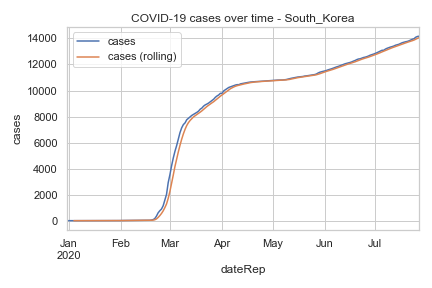 COVID-19 cases over time - South_Korea
cases
cases (rolling)
14000
12000
10000
8000
6000
4000
2000
0
cases
Jan Feb Mar Apr May Jun Jul
2020
dateRep